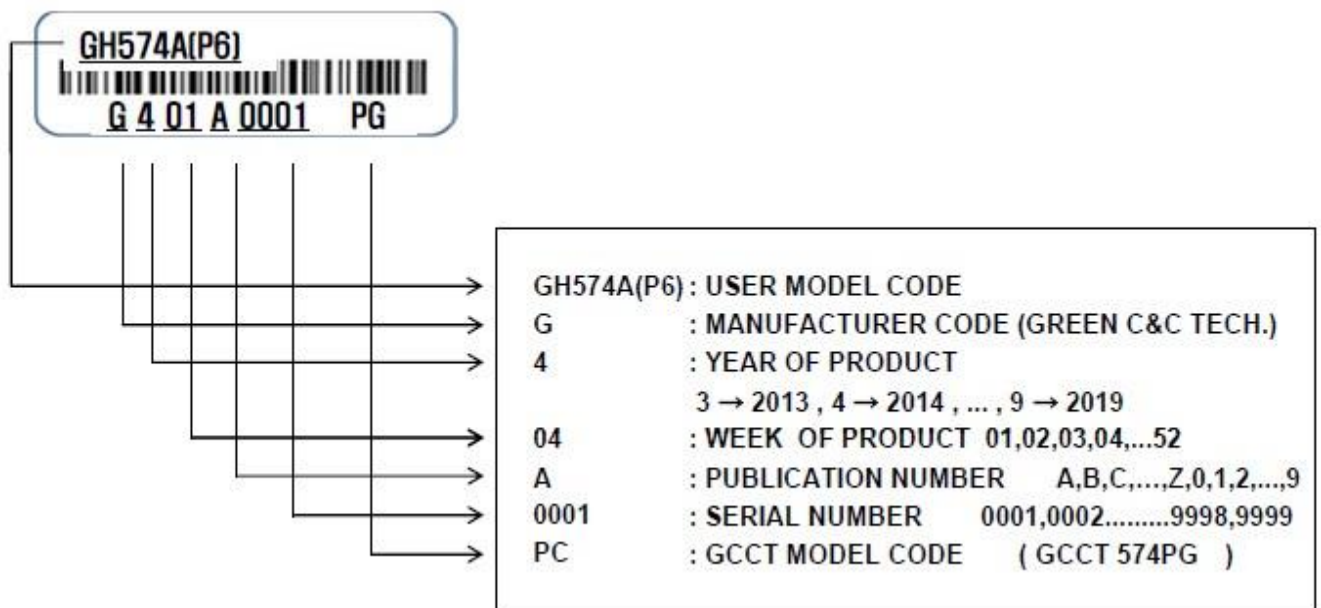 GH574A(P6)
G 4 01 A 0001 PG
GH574A(P6) : USER MODEL CODE
G : MANUFACTURER CODE (GREEN C&C TECH.)
4 : YEAR OF PRODUCT
3 → 2013 , 4 → 2014 , ... , 9 → 2019
04 : WEEK OF PRODUCT 01,02,03,04,...52
A : PUBLICATION NUMBER A,B,C,...,Z,0,1,2,...,9
0001 : SERIAL NUMBER 0001,0002.........9998,9999
PC : GCCT MODEL CODE ( GCCT 574PG )